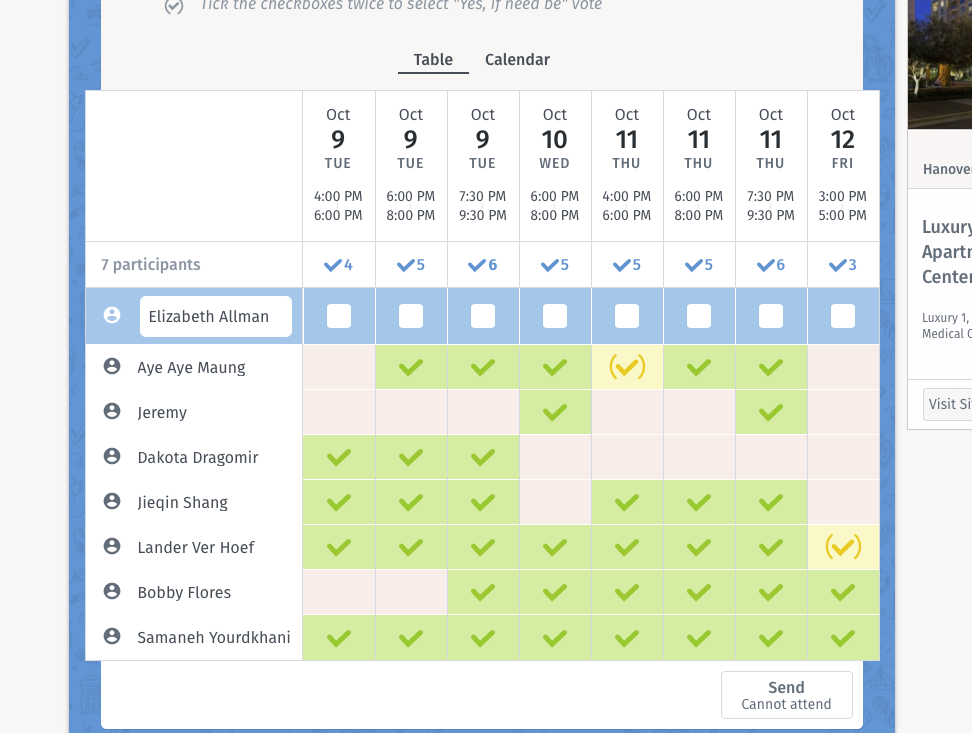 Tick the checkboxes twice to select "Yes, if need be" vote
Table Calendar
Oct Oct Oct Oct Oct Oct Oct Oct
9 9 9 10 11 11 11 12
TUE TUE TUE WED THU THU THU FRI
4:00 PM 6:00 PM 7:30 PM 6:00 PM 4:00 PM 6:00 PM 7:30 PM 3:00 PM
6:00 PM 8:00 PM 9:30 PM 8:00 PM 6:00 PM 8:00 PM 9:30 PM 5:00 PM
7 participants 4 5 6 5 5 5 6 3
Elizabeth Allman
Aye Aye Maung
Jeremy
Dakota Dragomir
Jieqin Shang
Lander Ver Hoef
Bobby Flores
Samaneh Yourdkhani
Send
Cannot attend
Hanover
Luxury
Apartm
Center
Luxury 1,
Medical C
Visit Si